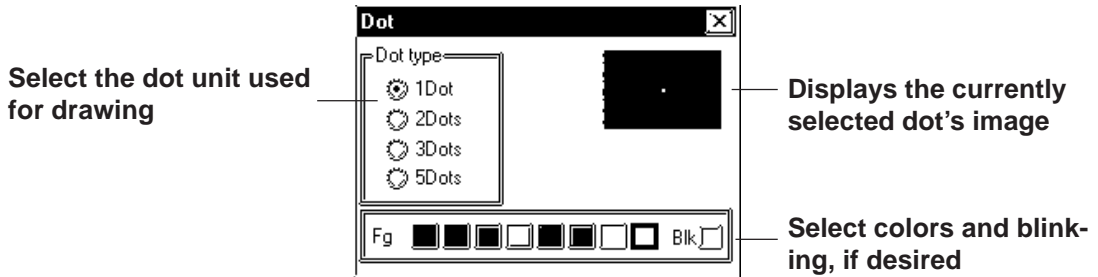 Dot
Dot type
1Dot
2Dots
3Dots
5Dots
Fg
Blk
Select the dot unit used
for drawing
Displays the currently
selected dot’s image
Select colors and blink-
ing, if desired